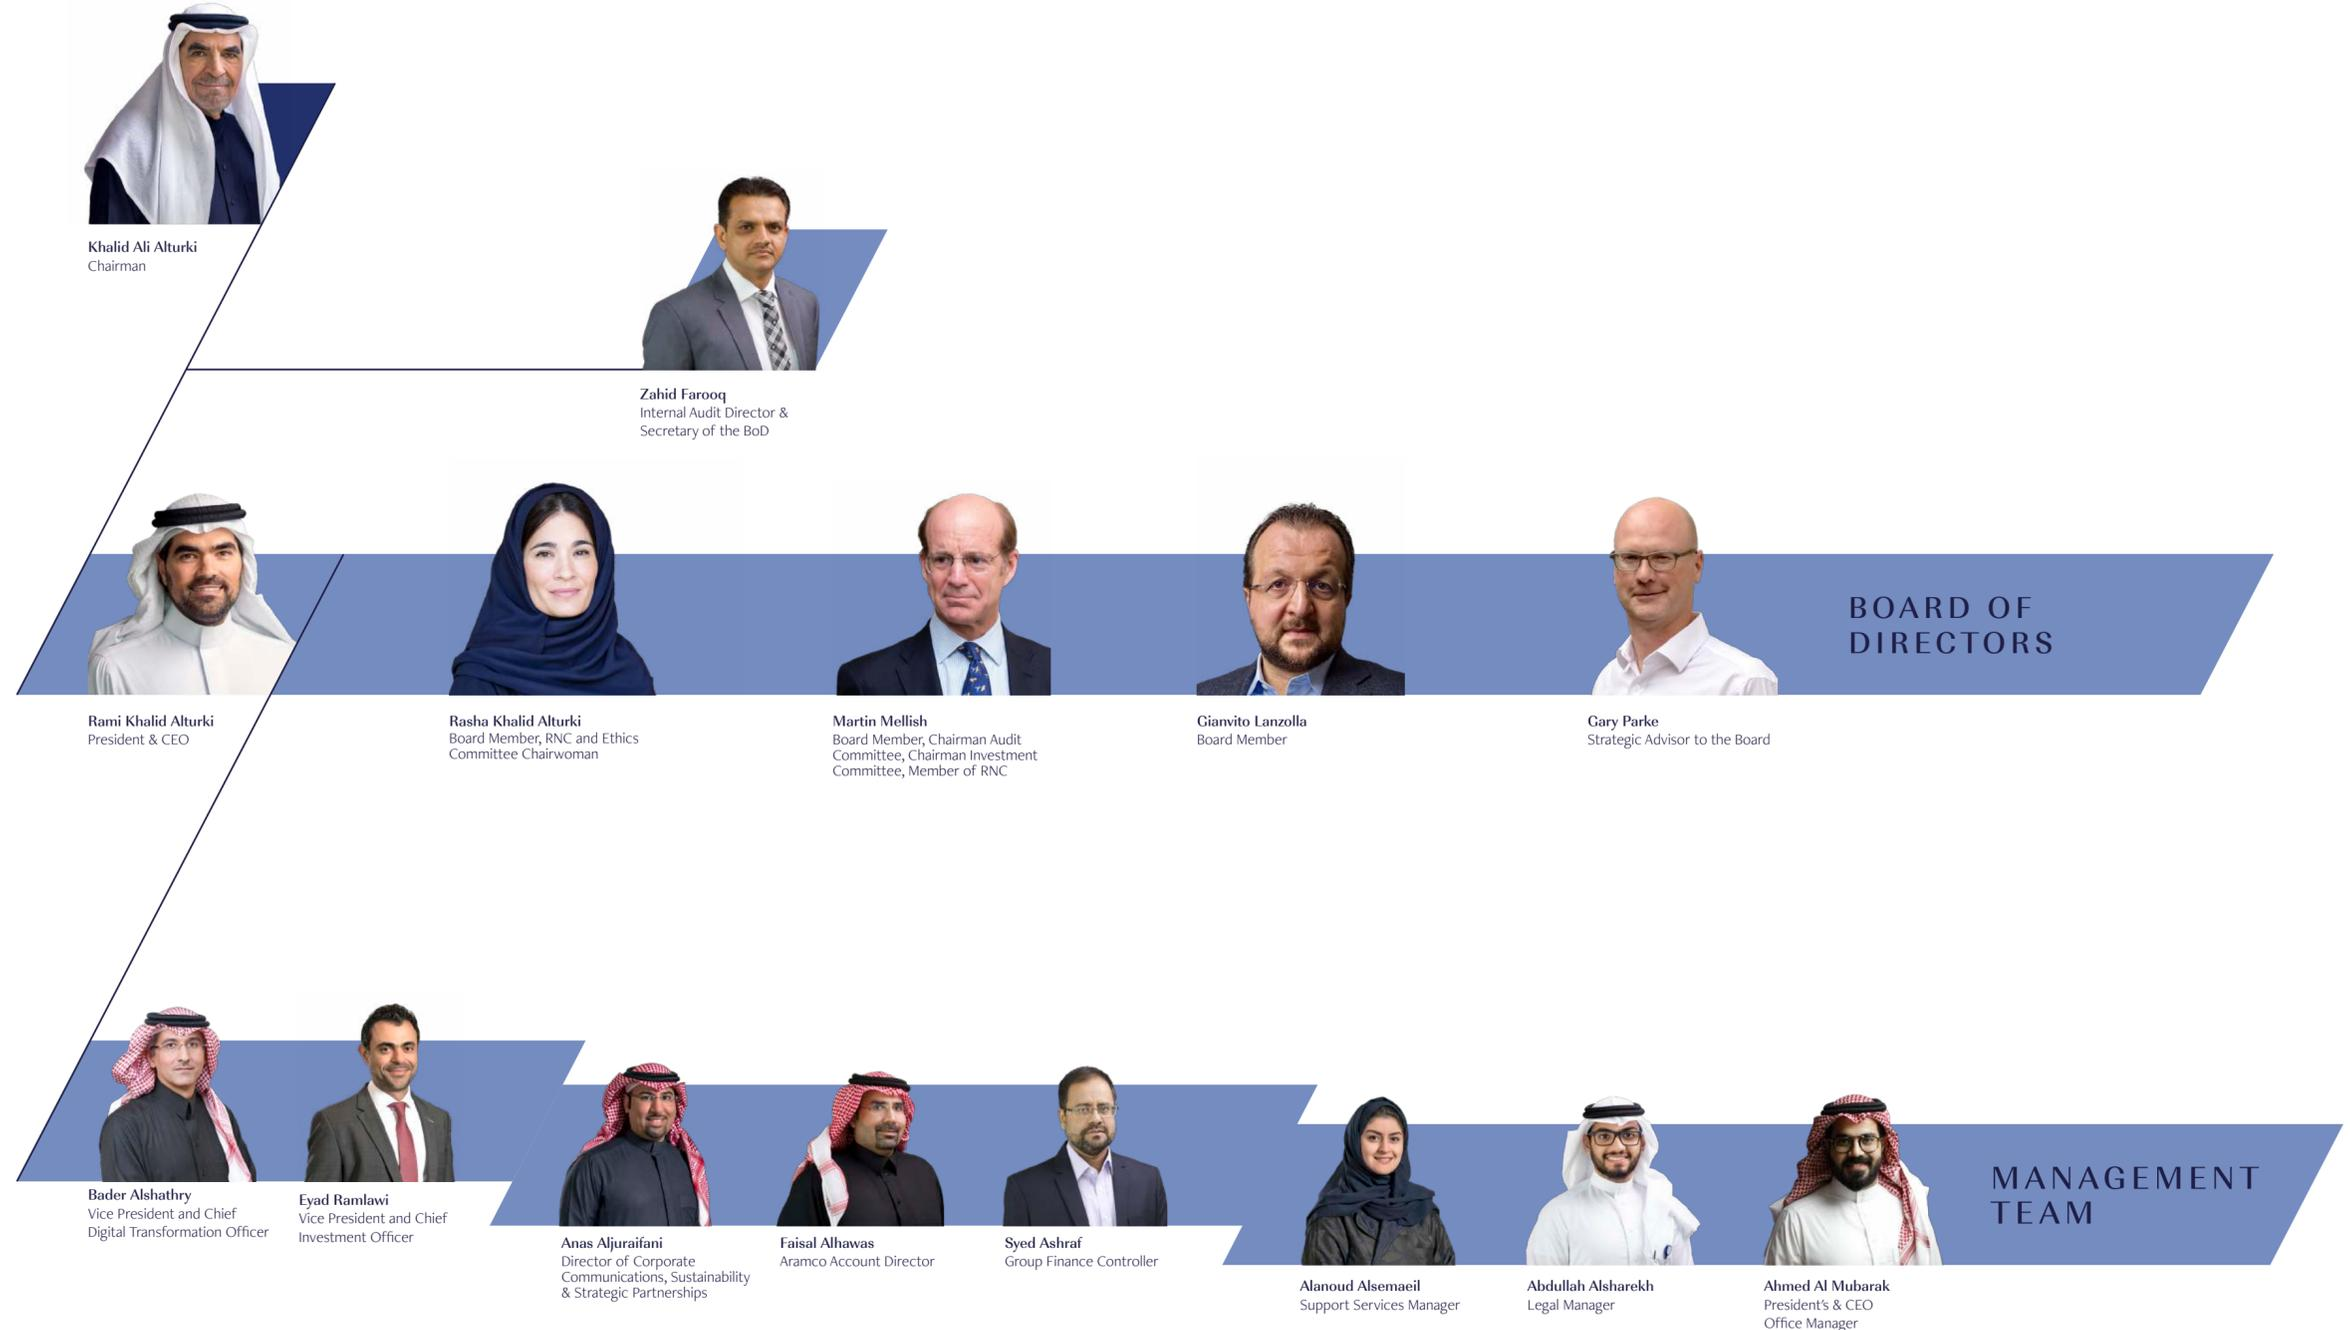 Khalid Ali Alturki
Chairman
Zahid Farooq
Internal Audit Director &
Secretary of the BoD
BOARD OF
DIRECTORS
Rami Khalid Alturki
President & CEO
Rasha Khalid Alturki
Board Member, RNC and Ethics
Committee Chairwoman
Martin Mellish
Board Member, Chairman Audit
Committee, Chairman Investment
Committee, Member of RNC
Gianvito Lanzolla
Board Member
Gary Parke
Strategic Advisor to the Board
MANAGEMENT
TEAM
Bader Alshathry
Vice President and Chief
Digital Transformation Officer
Eyad Ramlawi
Vice President and Chief
Investment Officer
Anas Aljuraifani
Director of Corporate
Communications, Sustainability
& Strategic Partnerships
Faisal Alhawas
Aramco Account Director
Syed Ashraf
Group Finance Controller
Alanoud Alsemaeil
Support Services Manager
Abdullah Alsharekh
Legal Manager
Ahmed Al Mubarak
President's & CEO
Office Manager